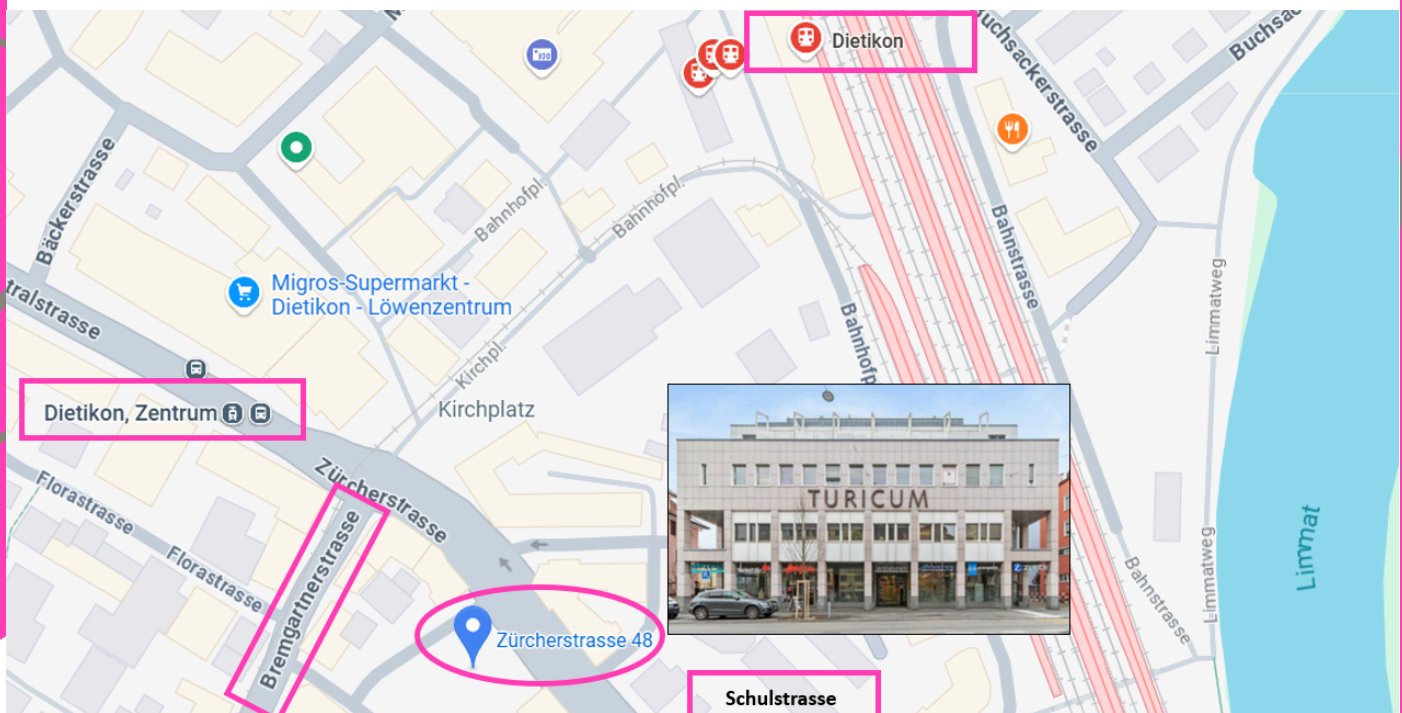 Dietikon
Buchsackerstrasse
Buchsac
Bäckerstrasse
Bahnhofpl.
Bahnhofpl.
Bahnstrasse
Limmatweg
Migros-Supermarkt -
Dietikon - Löwenzentrum
tralstrasse
Bahnhofp
Kirchpl.
Dietikon, Zentrum
Kirchplatz
Zürcherstrasse
TURICUM
Florastrasse
Florastrasse
Bremgartnerstrasse
Zürcherstrasse 48
Limmat
Limmatweg
Bahnstrasse
Schulstrasse